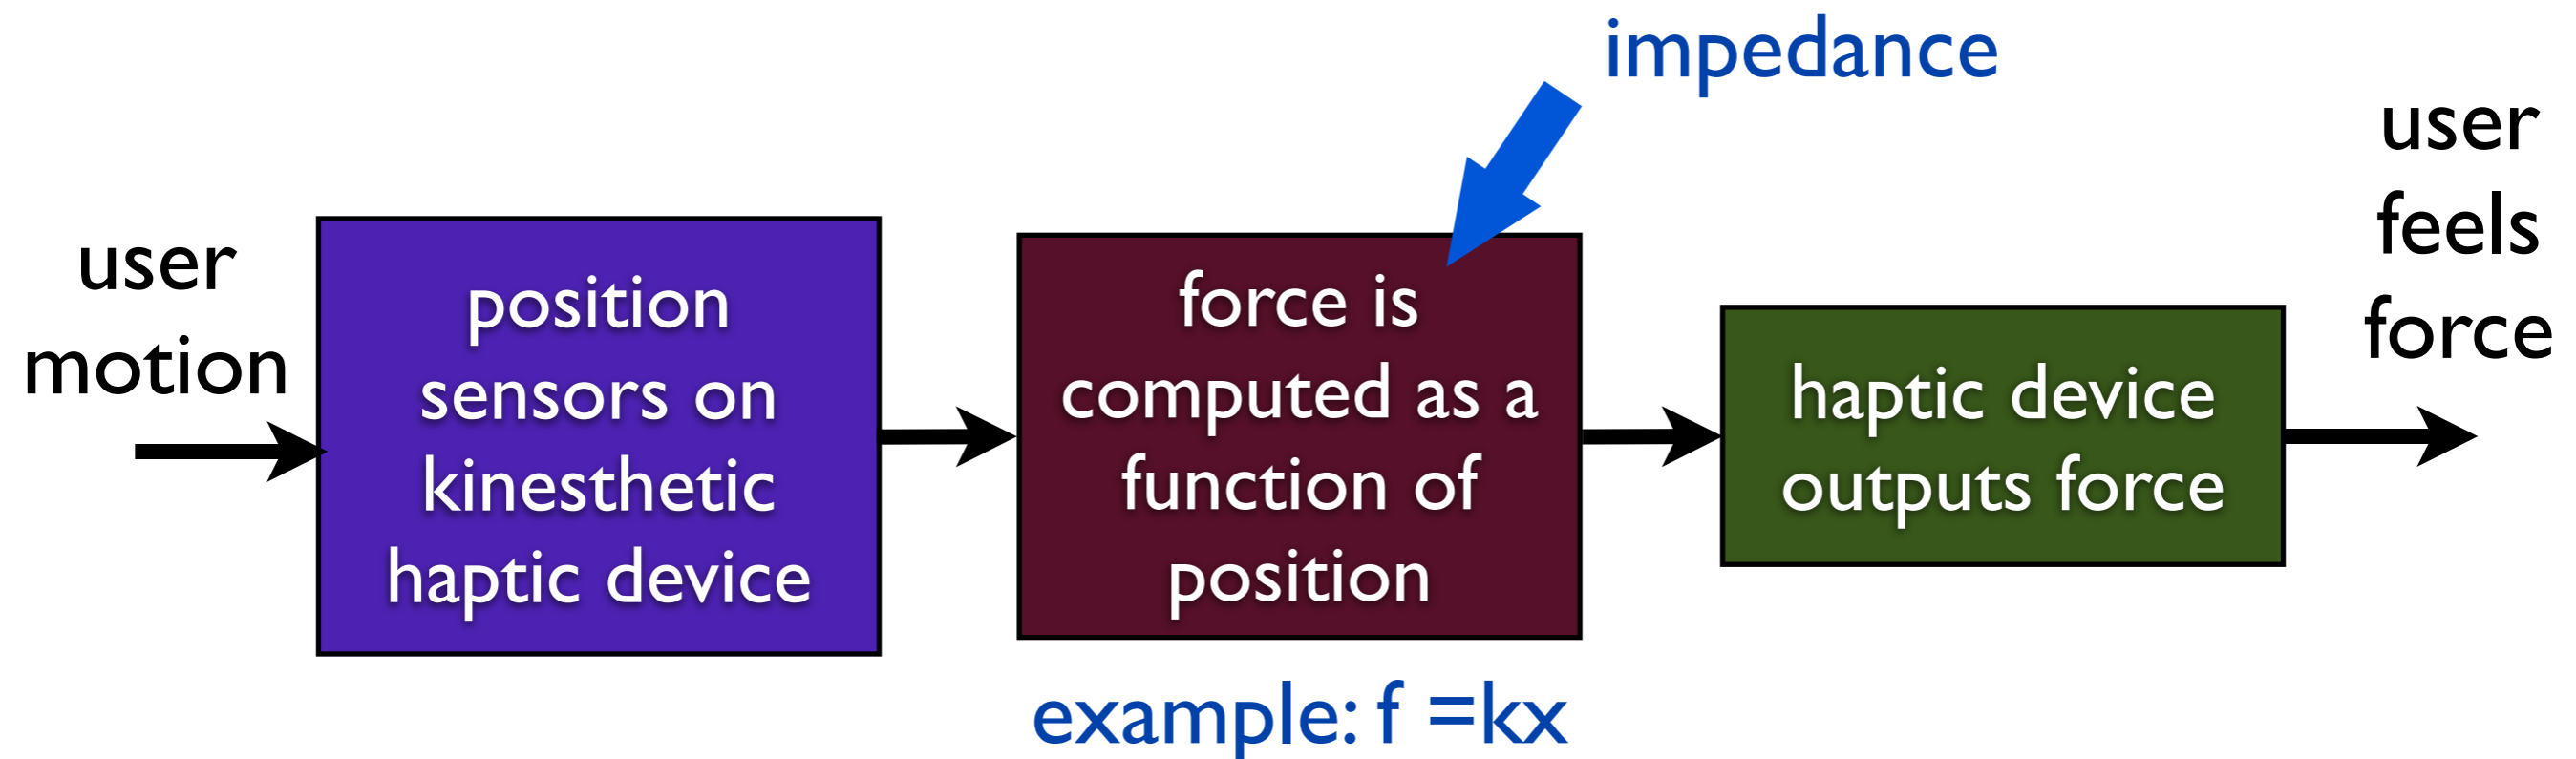 impedance
user
motion
position
sensors on
kinesthetic
haptic device
force is
computed as a
function of
position
example: f =kx
haptic device
outputs force
user
feels
force